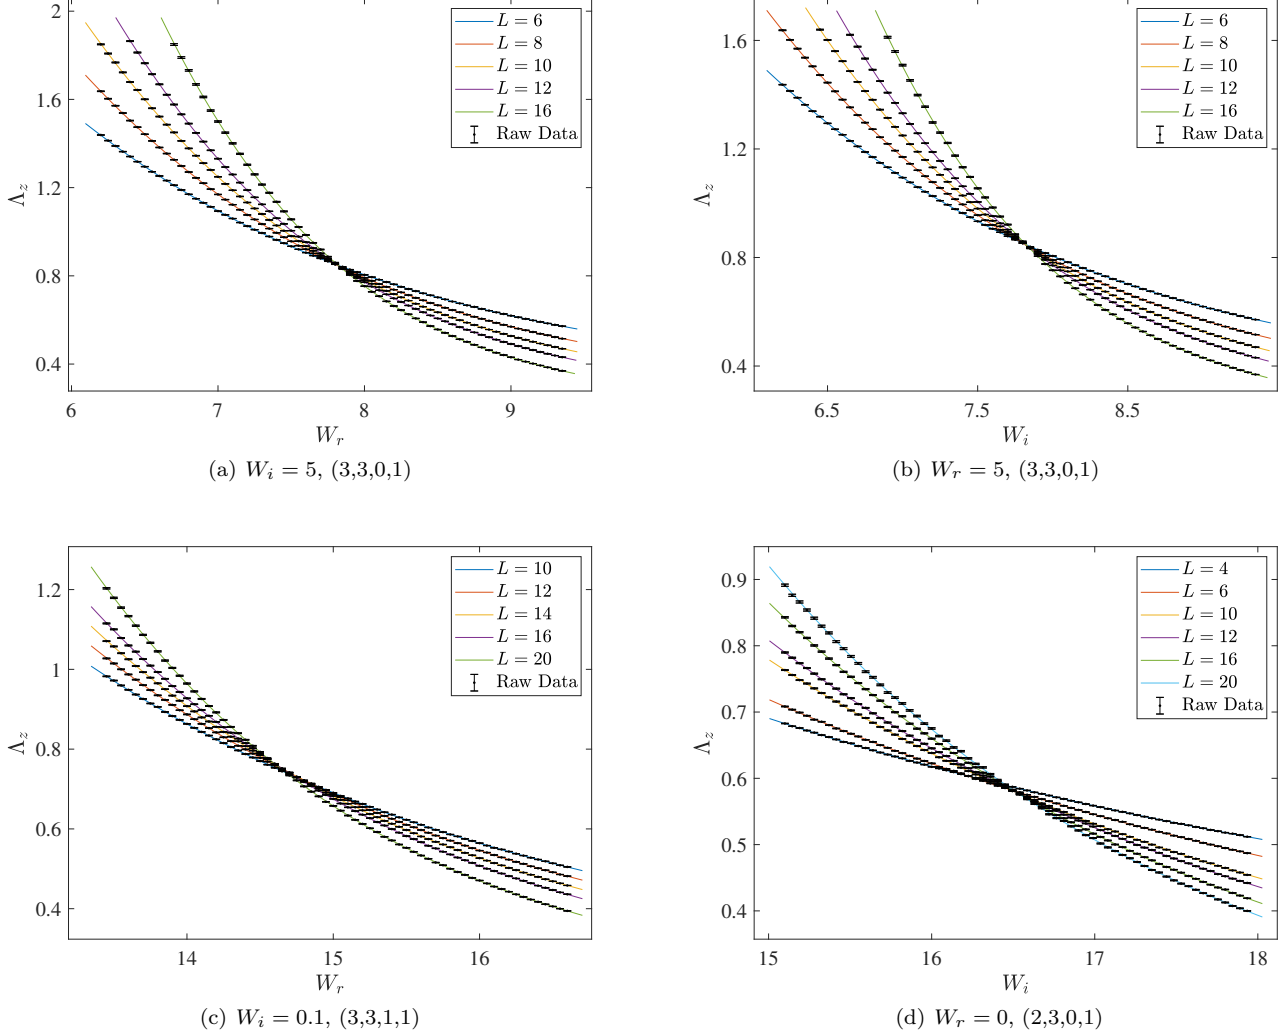 2
1.6
1.2
0.8
0.4
Λz
6
7
8
9
Wr
L = 6
L = 8
L = 10
L = 12
L = 16
Raw Data
(a) Wi = 5, (3,3,0,1)
1.6
1.2
0.8
0.4
Λz
6.5
7.5
8.5
Wi
L = 6
L = 8
L = 10
L = 12
L = 16
Raw Data
(b) Wr = 5, (3,3,0,1)
1.2
1
0.8
0.6
0.4
Λz
14
15
16
Wr
L = 10
L = 12
L = 14
L = 16
L = 20
Raw Data
(c) Wi = 0.1, (3,3,1,1)
0.9
0.8
0.7
0.6
0.5
0.4
Λz
15
16
17
18
Wi
L = 4
L = 6
L = 10
L = 12
L = 16
L = 20
Raw Data
(d) Wr = 0, (2,3,0,1)